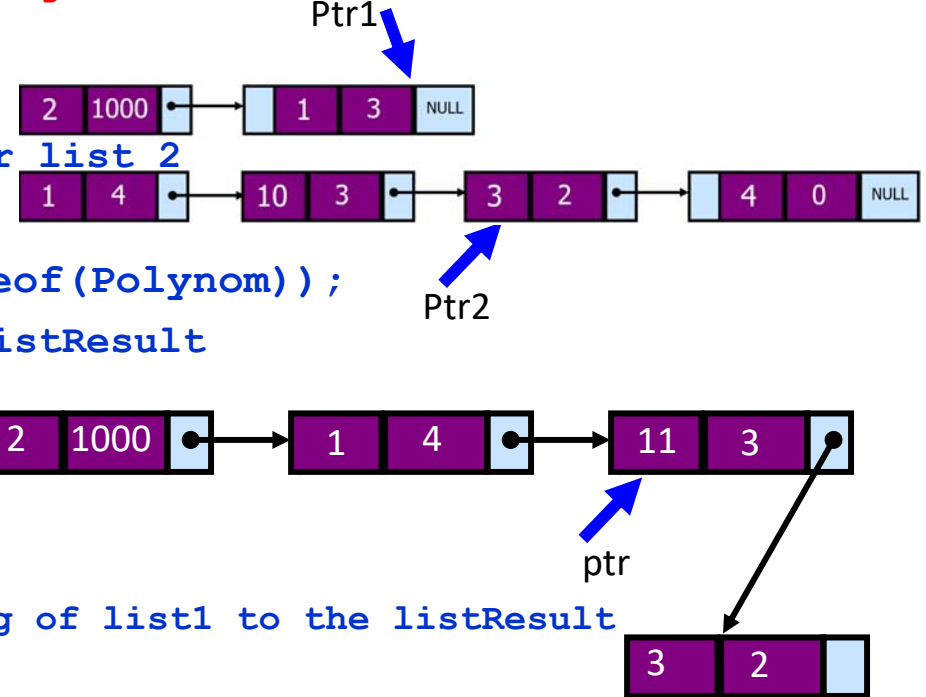 Ptr1
2 1000 1 3 NULL
r list 2
1 4 10 3 3 2 4 0 NULL
eof(Polynom));
Ptr2
istResult
2 1000 1 4 11 3
ptr
g of list1 to the listResult
3 2